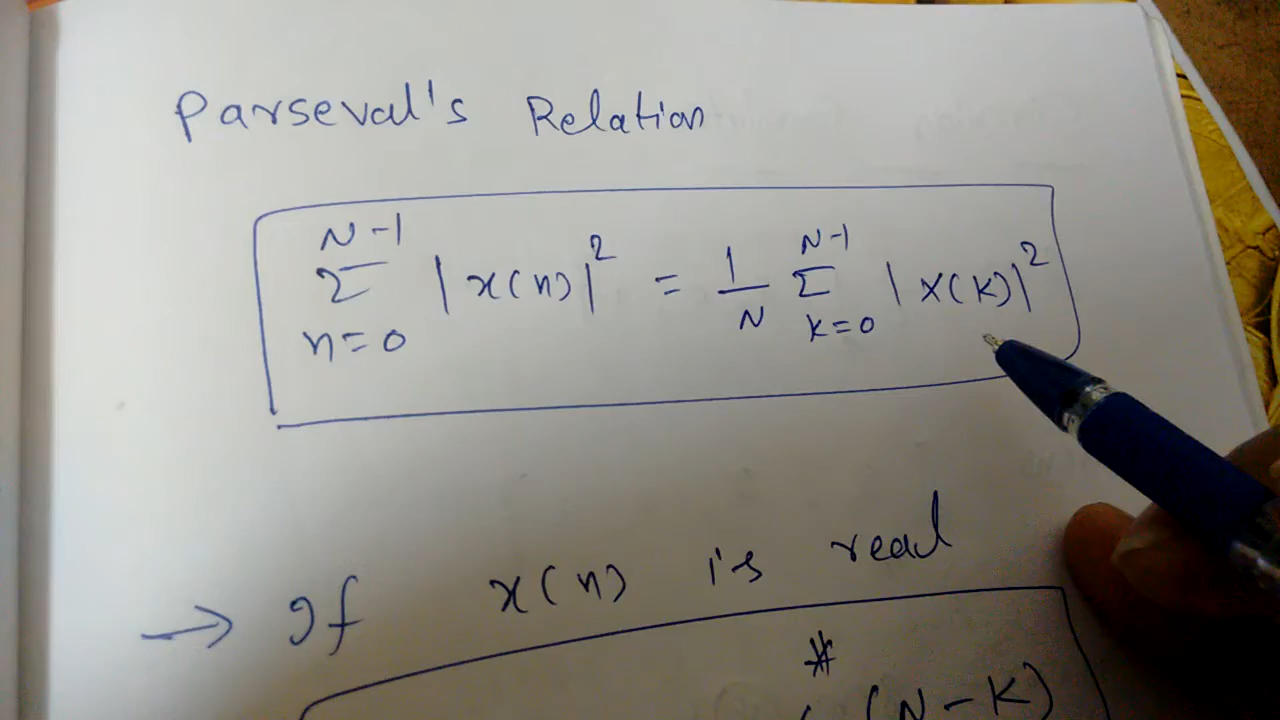 Parseval's Relation
N-1 Σ n=0 |x(n)|² = 1/N N-1 Σ k=0 |X(k)|²
→ If x(n) is real
* (N-K)